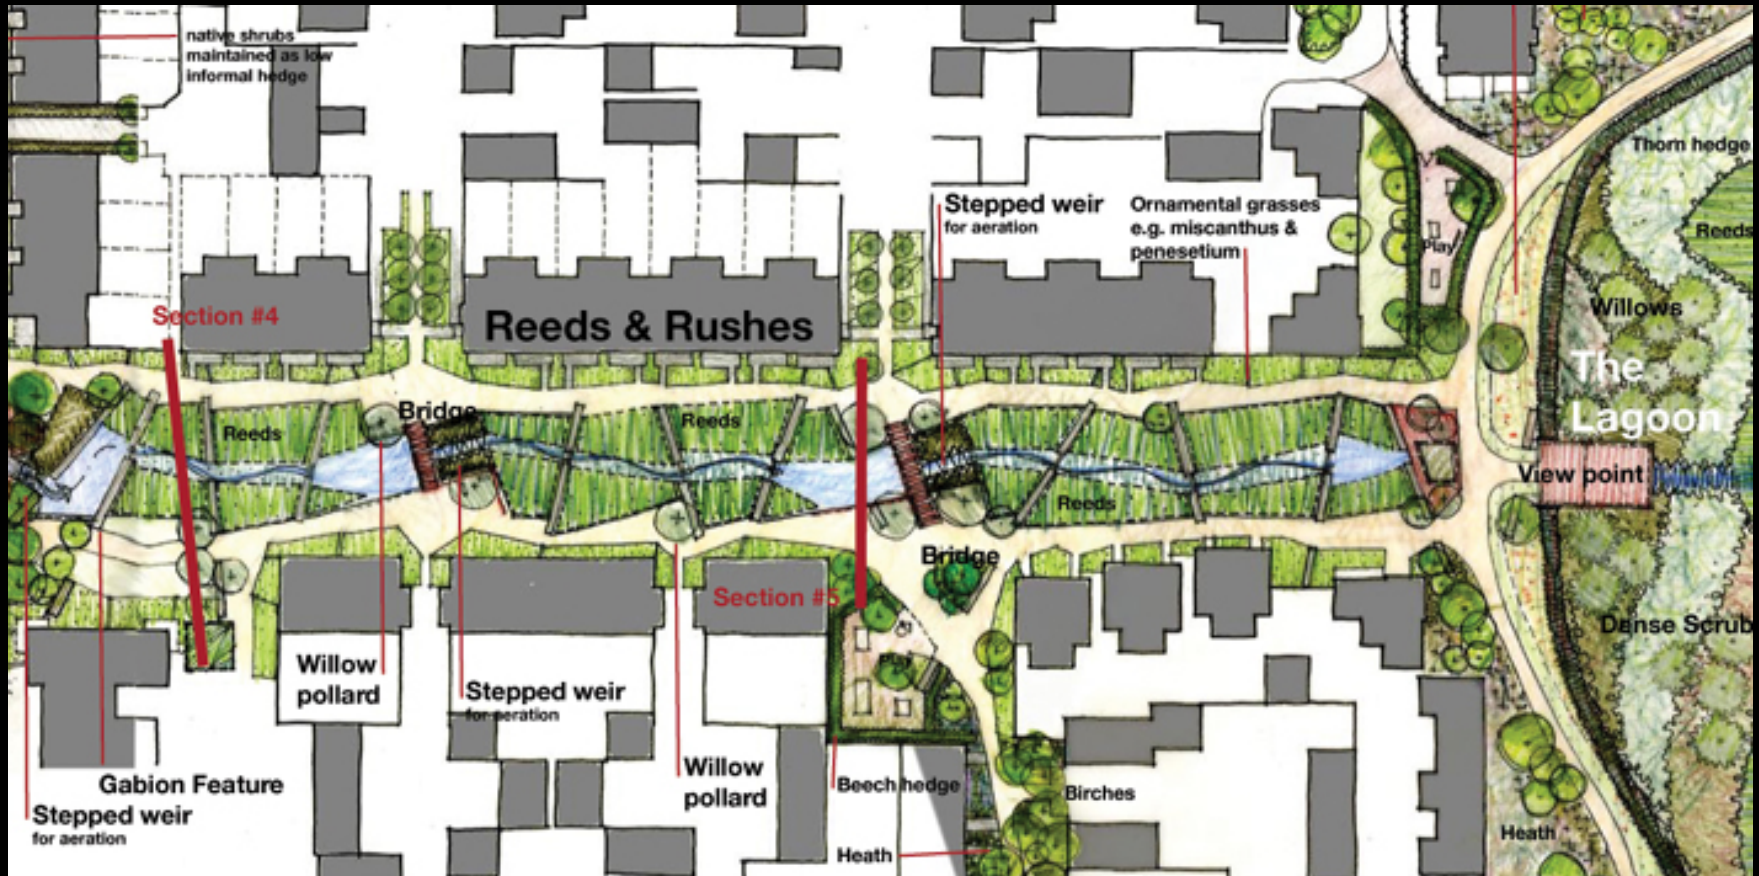 native shrubs
maintained as low
informal hedge
Thorn hedge
Stepped weir
for aeration
Ornamental grasses
e.g. miscanthus &
penesetium
Reeds
Play
Section #4
Reeds & Rushes
Willows
The
Lagoon
Bridge
Reeds
Reeds
View point
Reeds
Bridge
Section #5
Dense Scrub
Willow
pollard
Stepped weir
for aeration
Play
Willow
pollard
Gabion Feature
Beech hedge
Birches
Stepped weir
for aeration
Heath
Heath